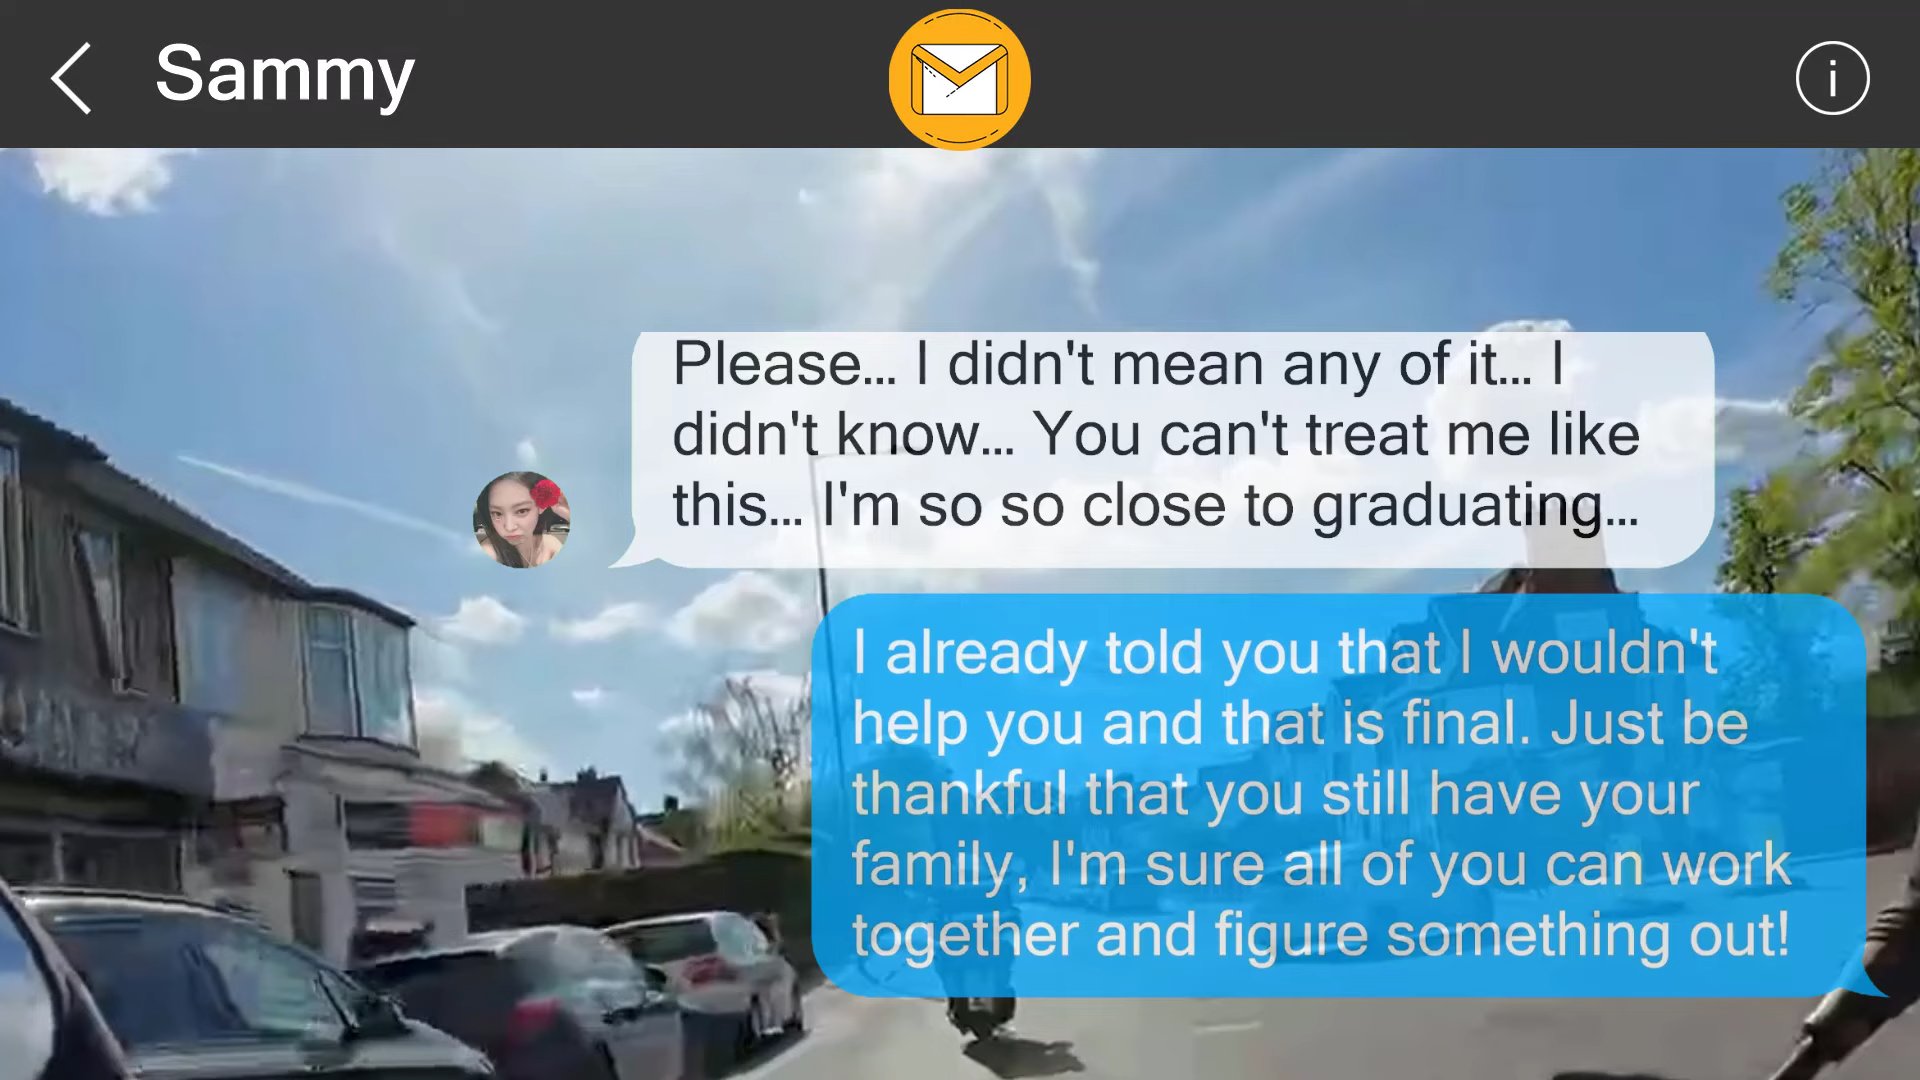 Sammy
Please... I didn't mean any of it... I
didn't know... You can't treat me like
this... I'm so so close to graduating...
I already told you that I wouldn't
help you and that is final. Just be
thankful that you still have your
family, I'm sure all of you can work
together and figure something out!